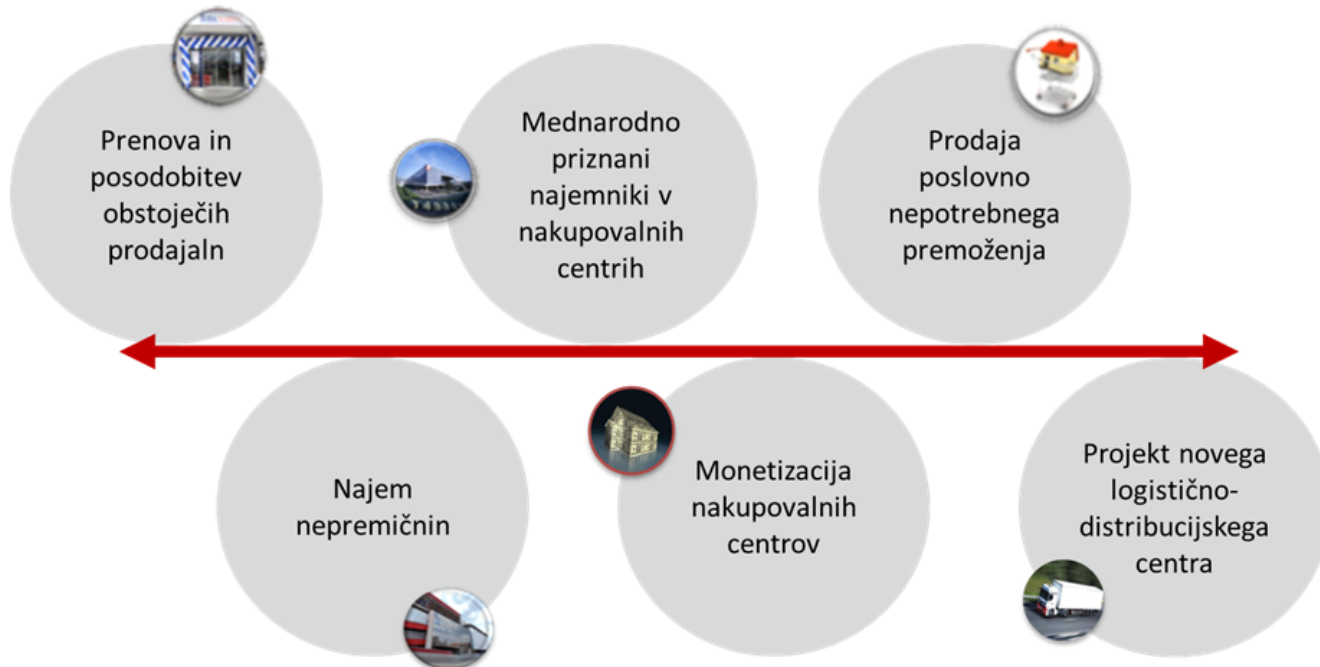 Prenova in
posodobitev
obstoječih
prodajaln
Mednarodno
priznani
najemniki v
nakupovalnih
centrih
Prodaja
poslovno
nepotrebnega
premoženja
Najem
nepremičnin
Monetizacija
nakupovalnih
centrov
Projekt novega
logistično-
distribucijskega
centra